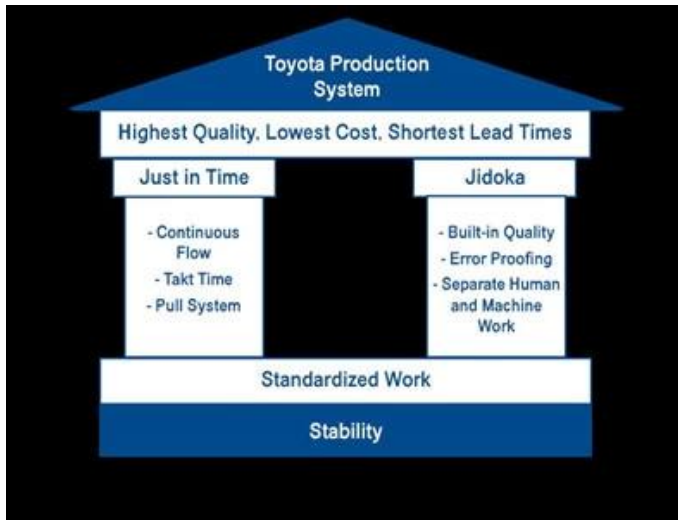 Toyota Production
System
Highest Quality, Lowest Cost, Shortest Lead Times
Just in Time
- Continuous
Flow
- Takt Time
- Pull System
Jidoka
- Built-in Quality
- Error Proofing
- Separate Human
and Machine
Work
Standardized Work
Stability